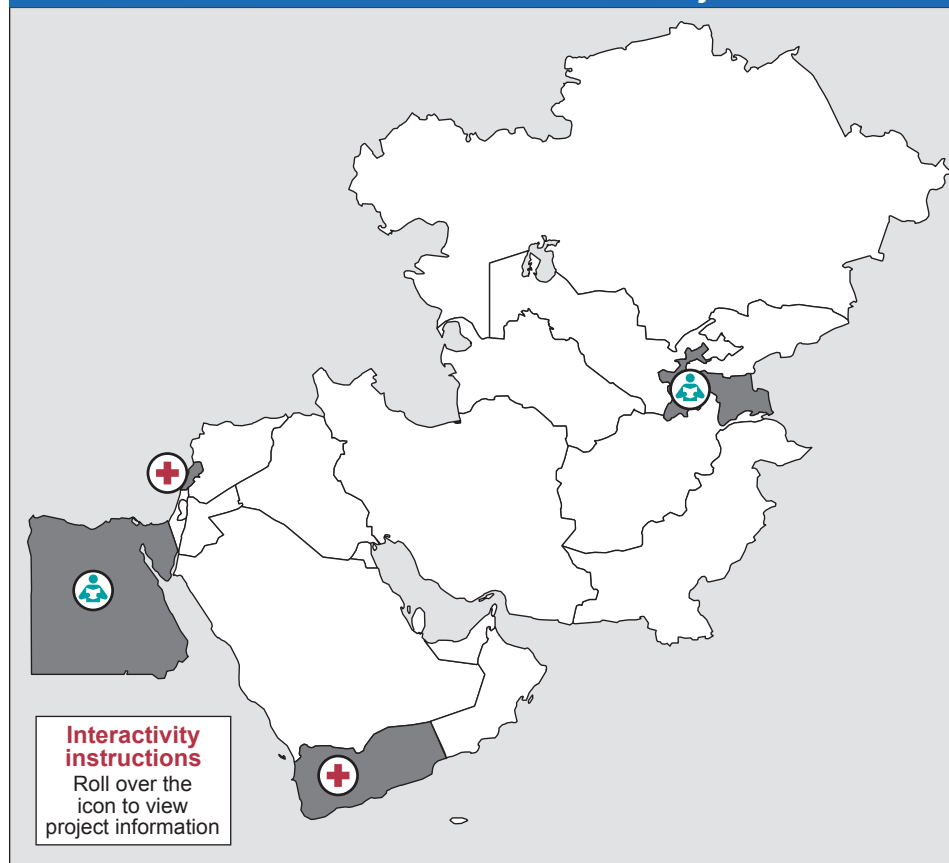 Interactivity
instructions
Roll over the
icon to view
project information